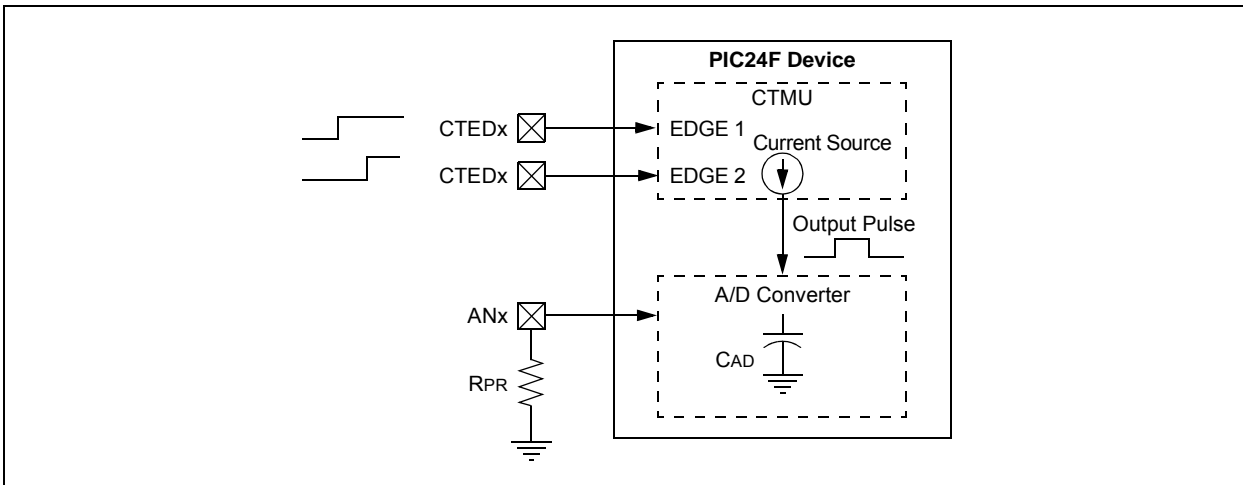 PIC24F Device
CTMU
CTEDx
EDGE 1
Current Source
CTEDx
EDGE 2
Output Pulse
A/D Converter
ANx
CAD
RPR